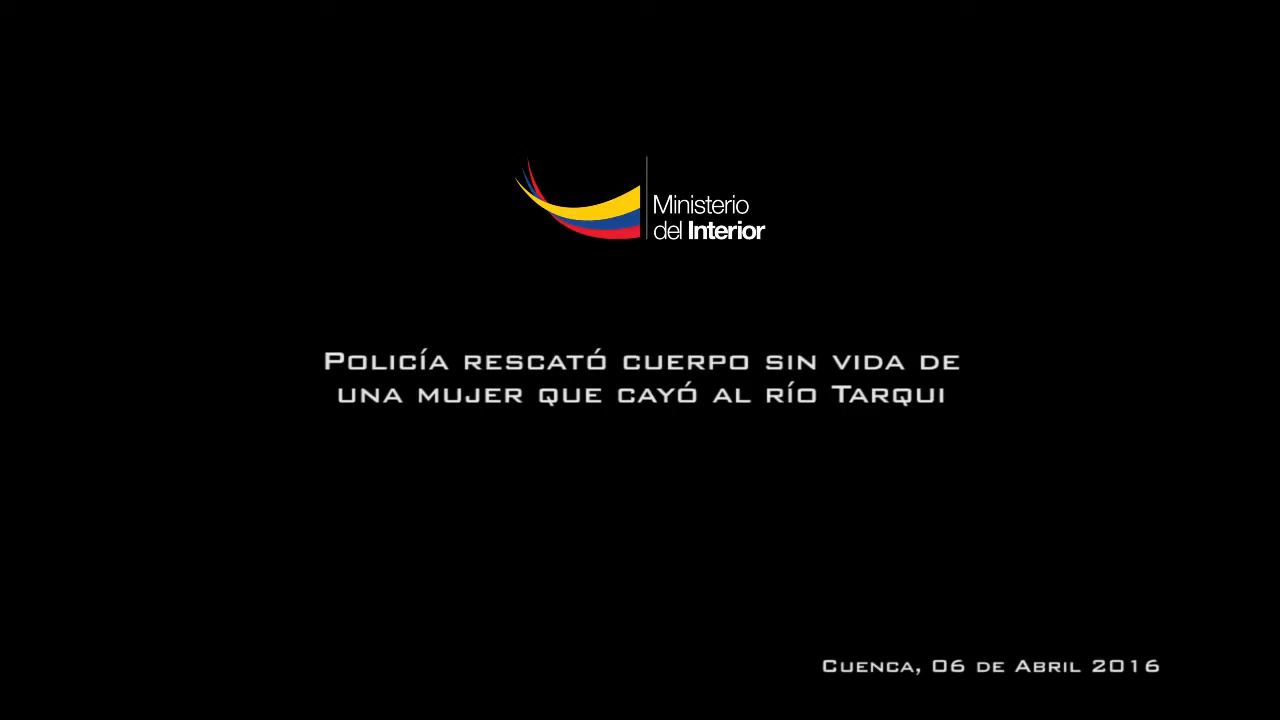 Ministerio
del Interior
Policía rescató cuerpo sin vida de
una mujer que cayó al río Tarqui
Cuenca, 06 de Abril 2016